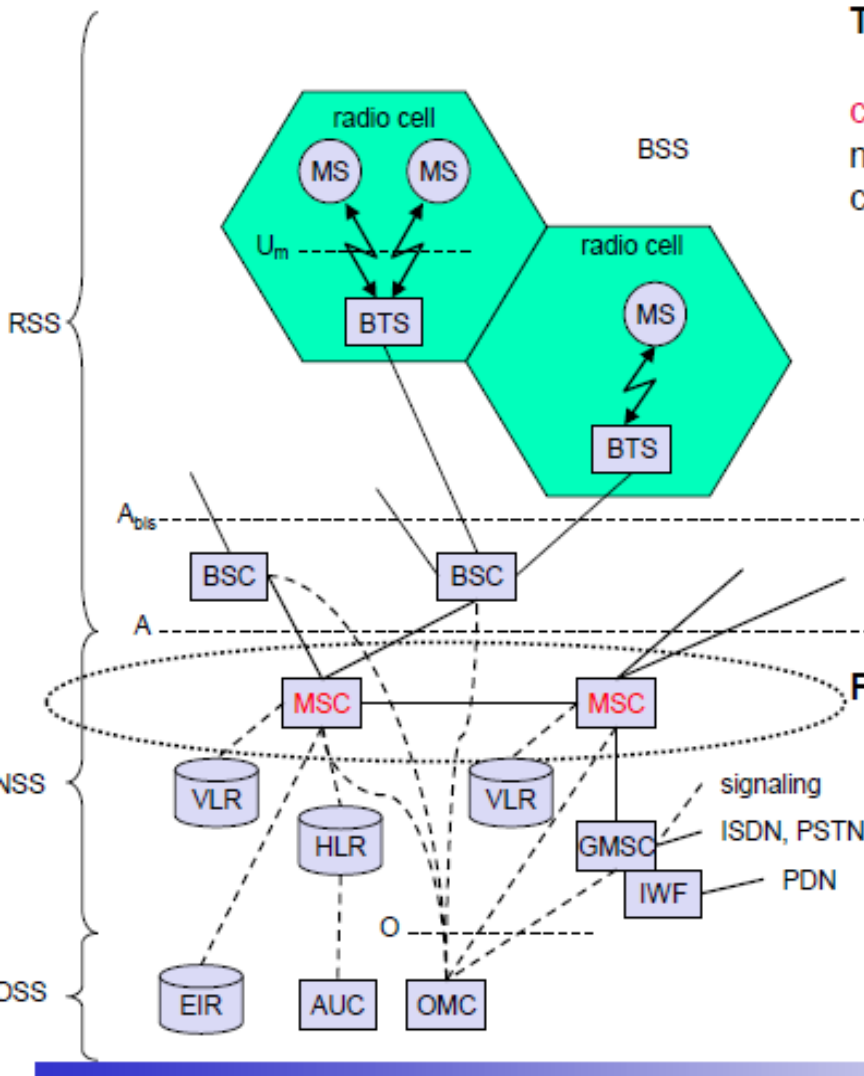 T
radio cell
MS
MS
BSS
c
n
c
Um
radio cell
BTS
MS
RSS
BTS
Abis
BSC
BSC
A
MSC
MSC
F
NSS
VLR
VLR
signaling
HLR
GMSC
ISDN, PSTN
IWF
PDN
O
EIR
AUC
OMC
OSS